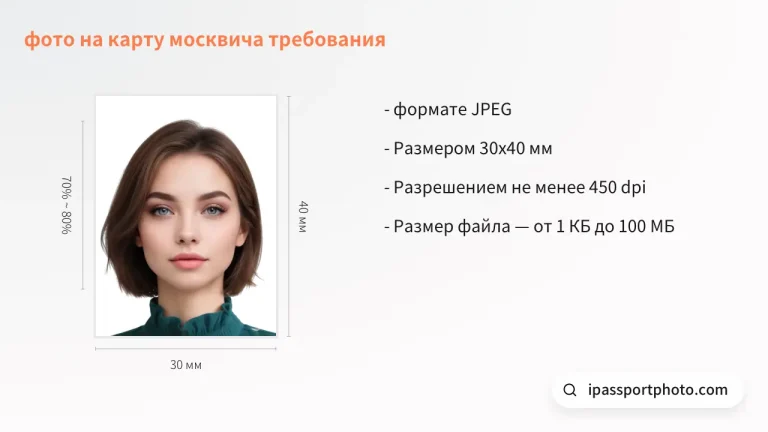 фото на карту москвича требования
- формате JPEG
- Размером 30x40 мм
- Разрешением не менее 450 dpi
- Размер файла — от 1 КБ до 100 МБ
70% ~ 80%
40 мм
30 мм
ipassportphoto.com